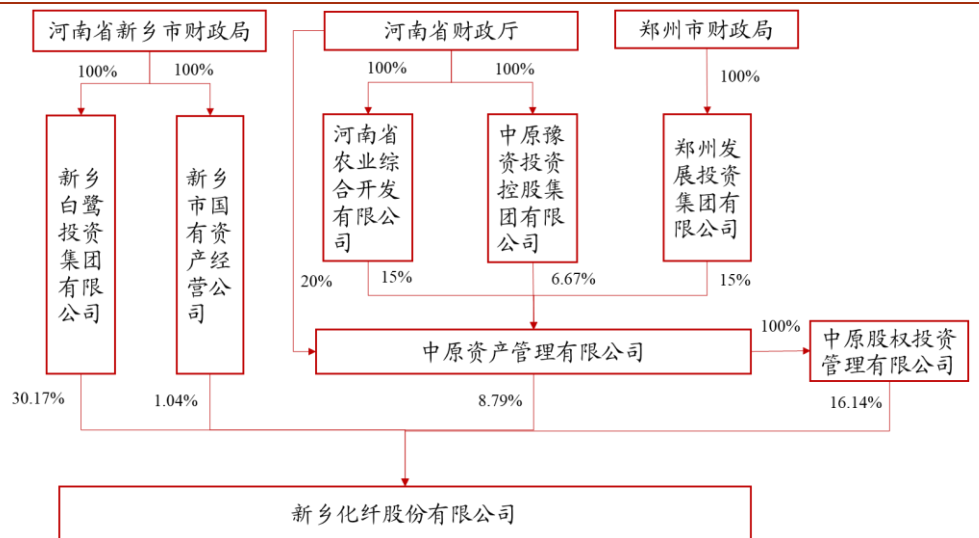 河南省新乡市财政局
河南省财政厅
郑州市财政局
100%
100%
100%
100%
100%
新乡
白鹭
投资
集团
有限
公司
新乡
市国
有资
产经
营公
司
河南省
农业综
合开发
有限公
司
中原豫
资投资
控股集
团有限
公司
郑州发
展投资
集团有
限公司
20%
15%
6.67%
15%
中原资产管理有限公司
100%
中原股权投资
管理有限公司
30.17%
1.04%
8.79%
16.14%
新乡化纤股份有限公司